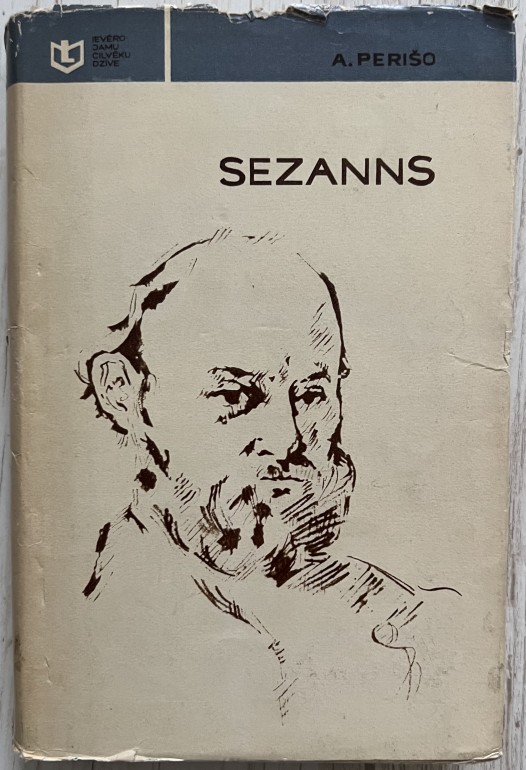 IEVĒRO
JAMU
CILVĒKU
DZĪVE
A. PERIŠO
SEZANNS